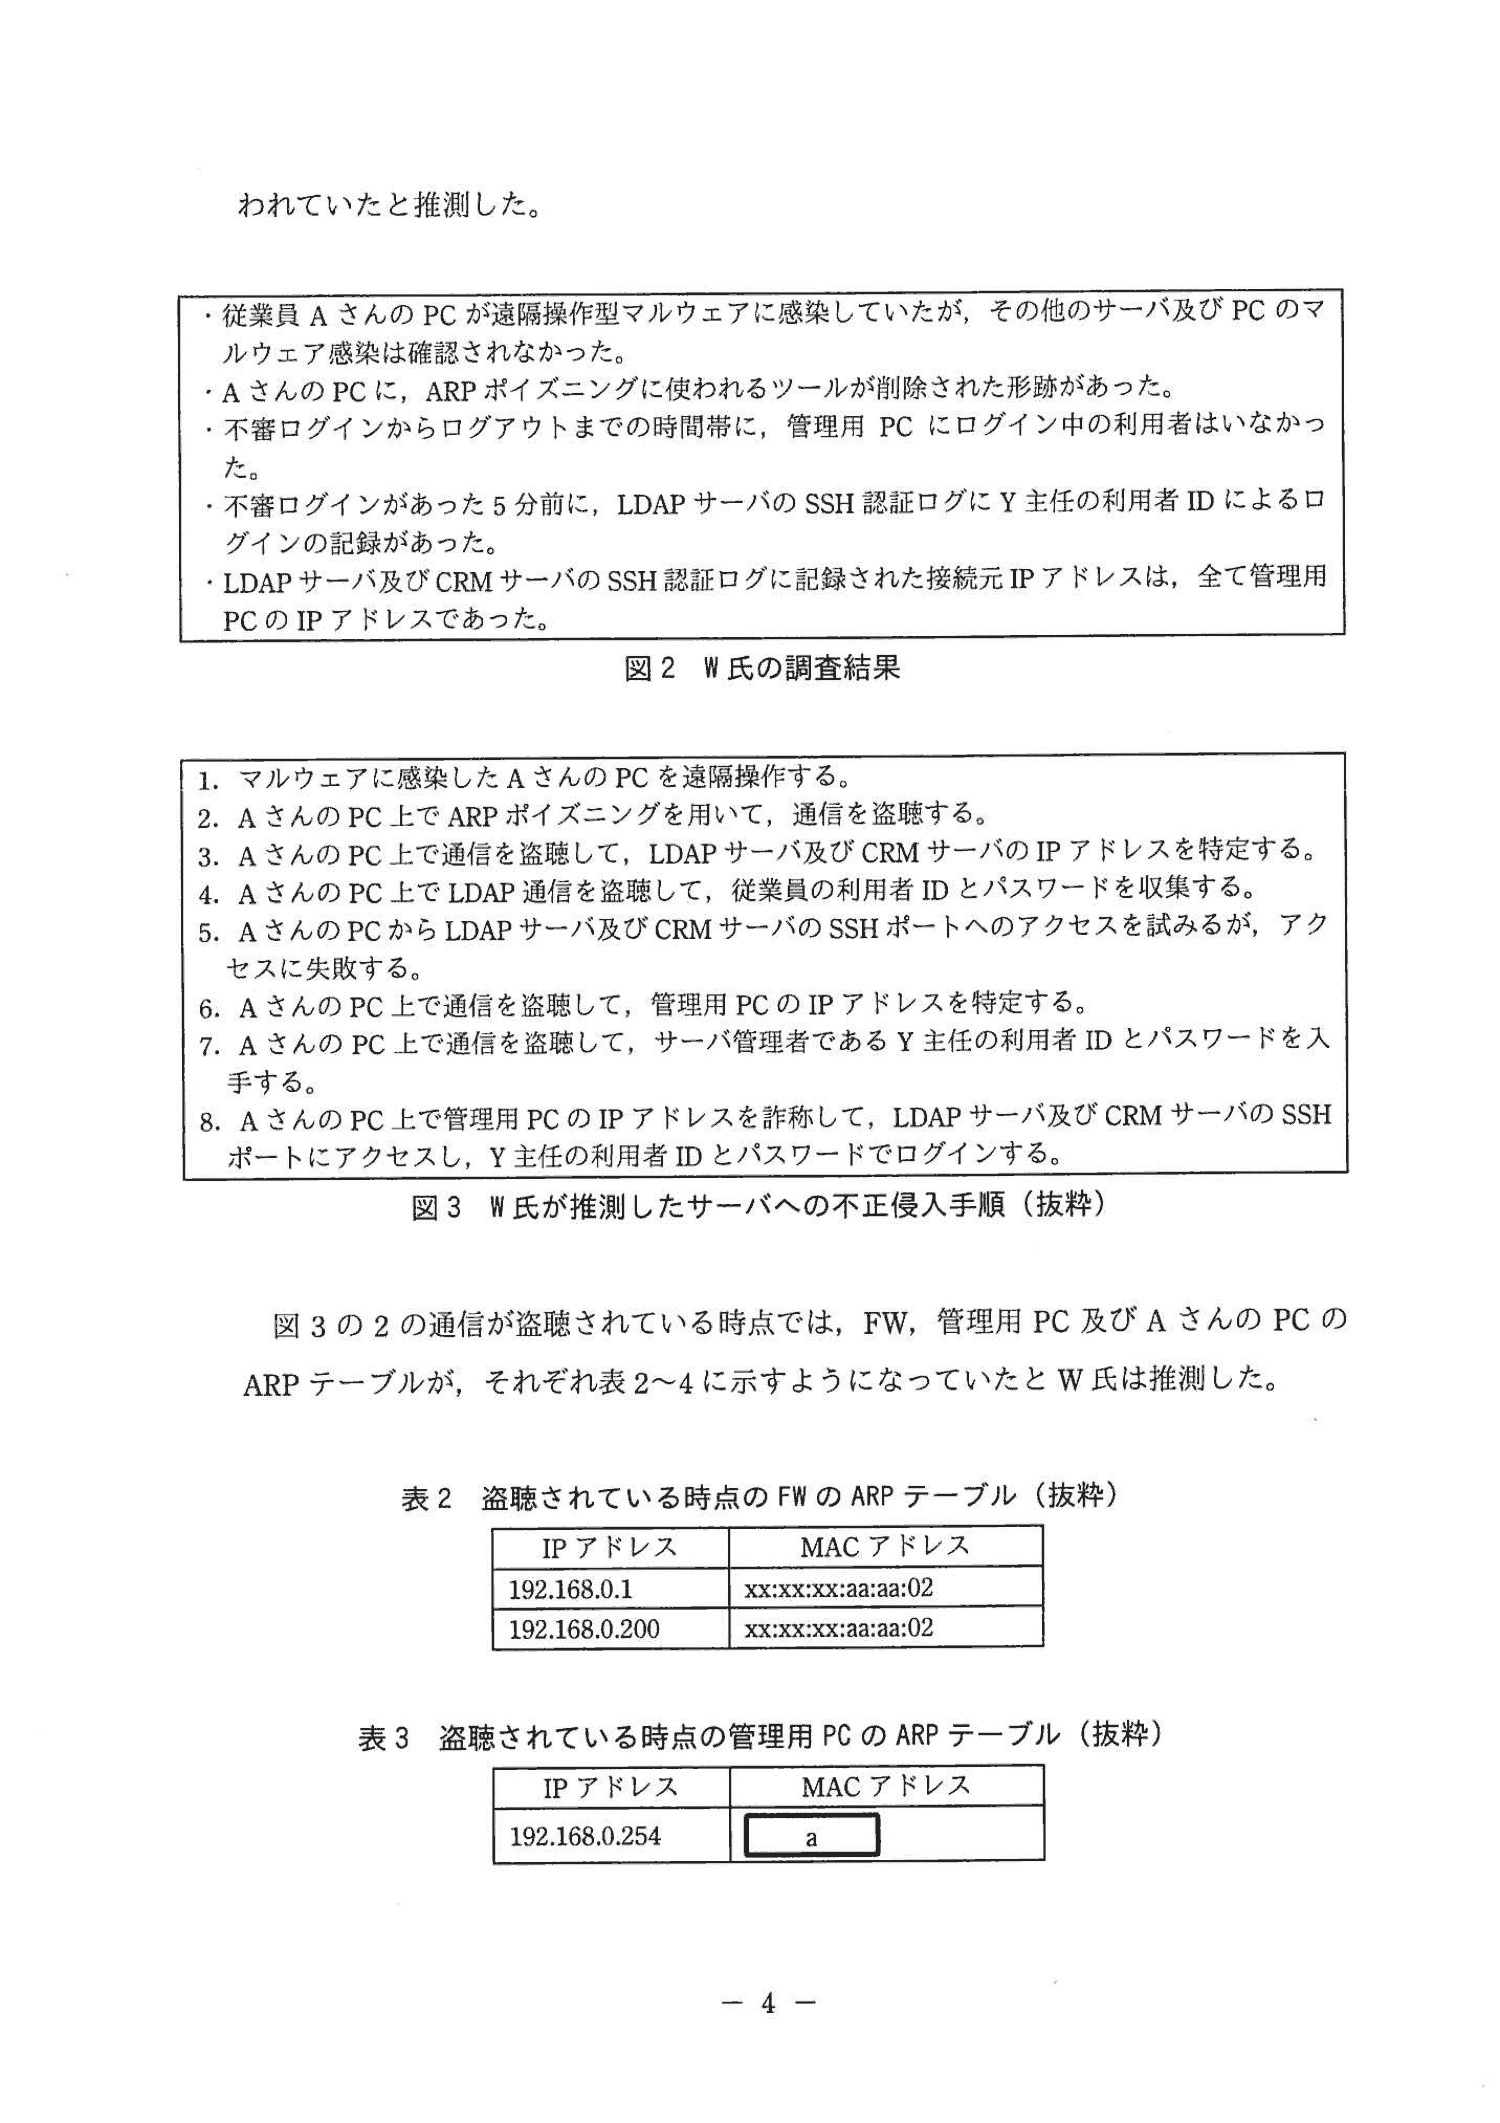 われていたと推測した。
・従業員 A さんの PC が遠隔操作型マルウェアに感染していたが，その他のサーバ及び PC のマ
ルウェア感染は確認されなかった。
・A さんの PC に，ARP ポイズニングに使われるツールが削除された形跡があった。
・不審ログインからログアウトまでの時間帯に，管理用 PC にログイン中の利用者はいなかっ
た。
・不審ログインがあった 5 分前に，LDAP サーバの SSH 認証ログに Y 主任の利用者 ID によるロ
グインの記録があった。
・LDAP サーバ及び CRM サーバの SSH 認証ログに記録された接続元 IP アドレスは，全て管理用
PC の IP アドレスであった。
図 2 W 氏の調査結果
1. マルウェアに感染した A さんの PC を遠隔操作する。
2. A さんの PC 上で ARP ポイズニングを用いて，通信を盗聴する。
3. A さんの PC 上で通信を盗聴して，LDAP サーバ及び CRM サーバの IP アドレスを特定する。
4. A さんの PC 上で LDAP 通信を盗聴して，従業員の利用者 ID とパスワードを収集する。
5. A さんの PC から LDAP サーバ及び CRM サーバの SSH ポートへのアクセスを試みるが，アク
セスに失敗する。
6. A さんの PC 上で通信を盗聴して，管理用 PC の IP アドレスを特定する。
7. A さんの PC 上で通信を盗聴して，サーバ管理者である Y 主任の利用者 ID とパスワードを入
手する。
8. A さんの PC 上で管理用 PC の IP アドレスを詐称して，LDAP サーバ及び CRM サーバの SSH
ポートにアクセスし，Y 主任の利用者 ID とパスワードでログインする。
図 3 W 氏が推測したサーバへの不正侵入手順（抜粋）
図 3 の 2 の通信が盗聴されている時点では，FW，管理用 PC 及び A さんの PC の
ARP テーブルが，それぞれ表 2～4 に示すようになっていたと W 氏は推測した。
表 2 盗聴されている時点の FW の ARP テーブル（抜粋）
IP アドレス MAC アドレス
192.168.0.1 xx:xx:xx:aa:aa:02
192.168.0.200 xx:xx:xx:aa:aa:02
表 3 盗聴されている時点の管理用 PC の ARP テーブル（抜粋）
IP アドレス MAC アドレス
192.168.0.254 a
－ 4 －